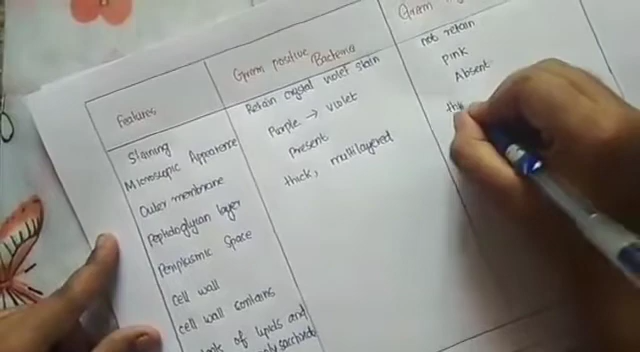 Features
Gram positive Bacteria
Gram
Staining
Retain crystal violet stain
not retain
Microscopic Appearence
Purple → violet
Pink
Outer membrane
Present
Absent
Peptidoglycan layer
thick, multilayered
Periplasmic Space
Cell wall
Cell wall contains
of lipids and